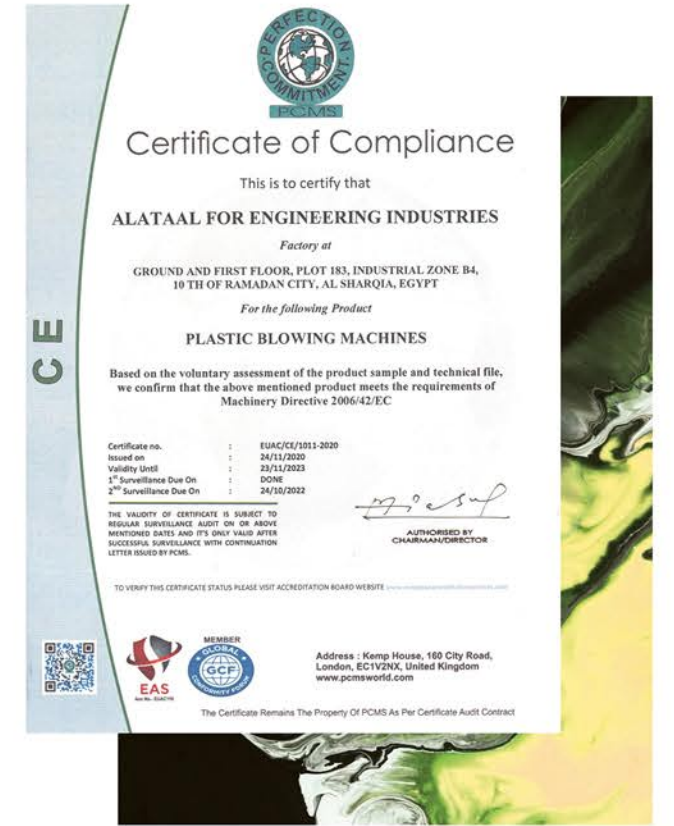 PERFECTION
COMMITMENT
PCMS
Certificate of Compliance
This is to certify that
ALATAAL FOR ENGINEERING INDUSTRIES
Factory at
GROUND AND FIRST FLOOR, PLOT 183, INDUSTRIAL ZONE B4,
10 TH OF RAMADAN CITY, AL SHARQIA, EGYPT
For the following Product
PLASTIC BLOWING MACHINES
Based on the voluntary assessment of the product sample and technical file,
we confirm that the above mentioned product meets the requirements of
Machinery Directive 2006/42/EC
CE
Certificate no. : EUAC/CE/1011-2020
Issued on : 24/11/2020
Validity Until : 23/11/2023
1ST Surveillance Due On : DONE
2ND Surveillance Due On : 24/10/2022
THE VALIDITY OF CERTIFICATE IS SUBJECT TO
REGULAR SURVEILLANCE AUDIT ON OR ABOVE
MENTIONED DATES AND IT'S ONLY VALID AFTER
SUCCESSFUL SURVEILLANCE WITH CONTINUATION
LETTER ISSUED BY PCMS.
AUTHORISED BY
CHAIRMAN/DIRECTOR
TO VERIFY THIS CERTIFICATE STATUS PLEASE VISIT ACCREDITATION BOARD WEBSITE
EAS
MEMBER
GLOBAL
GCF
CONFORMITY FORUM
Address : Kemp House, 160 City Road,
London, EC1V2NX, United Kingdom
www.pcmsworld.com
The Certificate Remains The Property Of PCMS As Per Certificate Audit Contract